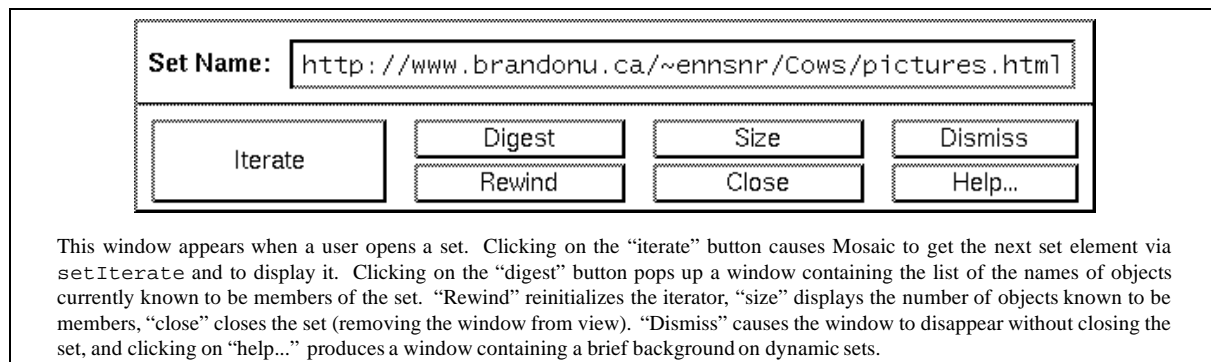 Set Name: http://www.brandonu.ca/~ennsnr/Cows/pictures.html
Iterate
Digest Size Dismiss
Rewind Close Help...
This window appears when a user opens a set. Clicking on the “iterate” button causes Mosaic to get the next set element via
setIterate and to display it. Clicking on the “digest” button pops up a window containing the list of the names of objects
currently known to be members of the set. “Rewind” reinitializes the iterator, “size” displays the number of objects known to be
members, “close” closes the set (removing the window from view). “Dismiss” causes the window to disappear without closing the
set, and clicking on “help...” produces a window containing a brief background on dynamic sets.